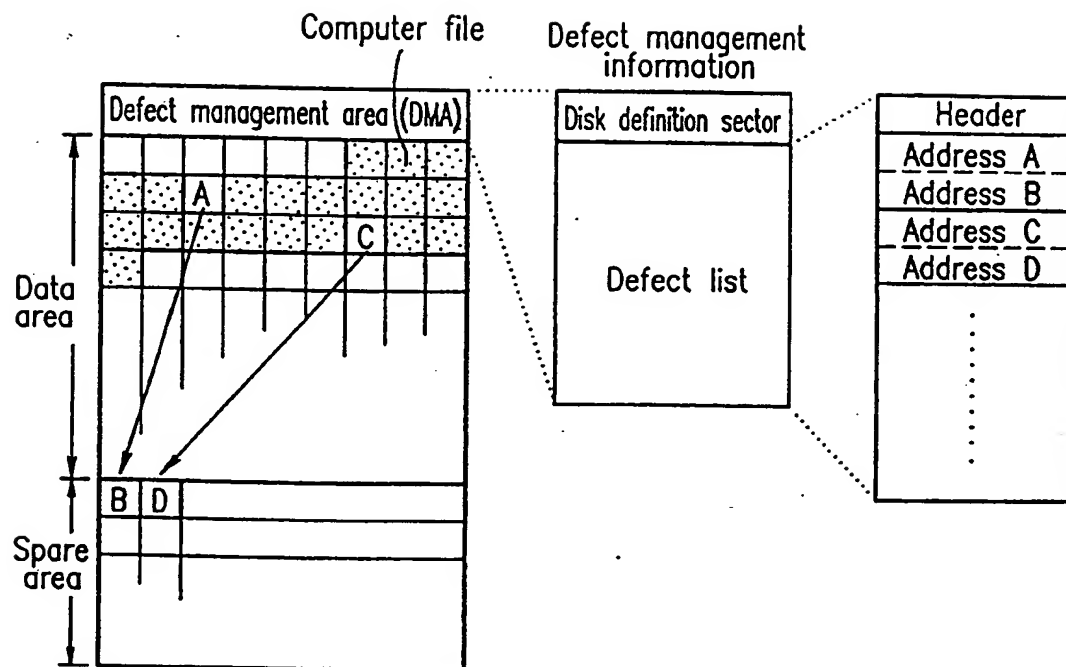 Computer file
Defect management
information
Defect management area (DMA)
Disk definition sector
Header
Address A
Address B
Address C
Address D
A
C
Data
area
Defect list
B D
Spare
area